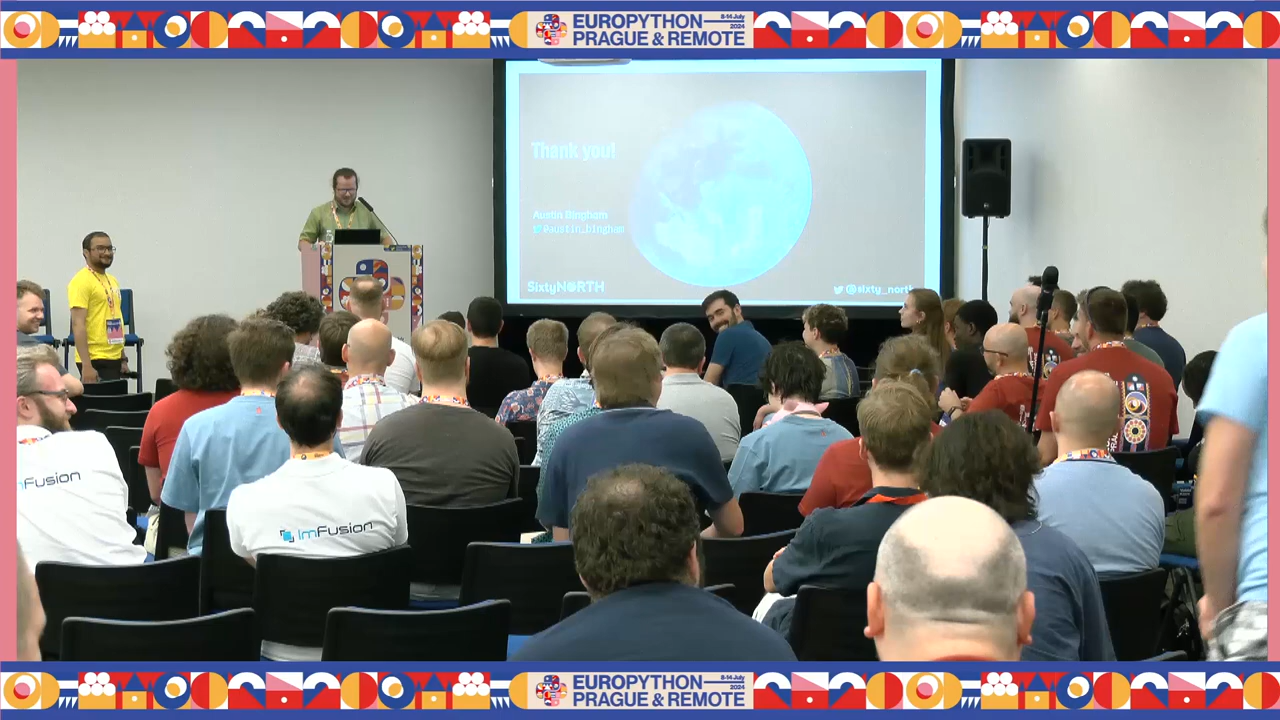 EUROPYTHON
8-14 July
2024
PRAGUE & REMOTE
Thank you!
Austin Bingham
@austin_bingham
SixtyNORTH
@sixty_north
ImFusion
mFusion
EUROPYTHON
8-14 July
2024
PRAGUE & REMOTE